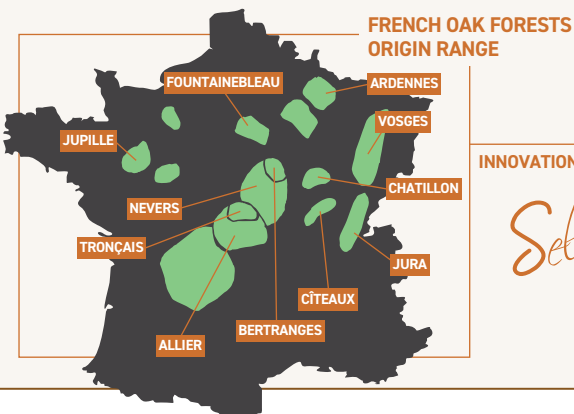 FRENCH OAK FORESTS
ORIGIN RANGE
FOUNTAINEBLEAU
ARDENNES
VOSGES
JUPILLE
INNOVATION
CHATILLON
NEVERS
TRONÇAIS
JURA
CÎTEAUX
BERTRANGES
ALLIER